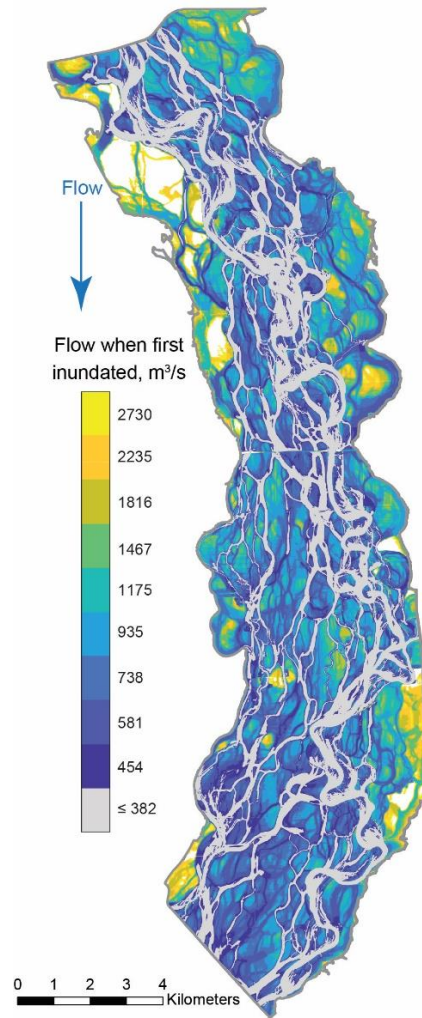 Flow
Flow when first
inundated, m³/s
2730
2235
1816
1467
1175
935
738
581
454
≤ 382
0 1 2 3 4
Kilometers